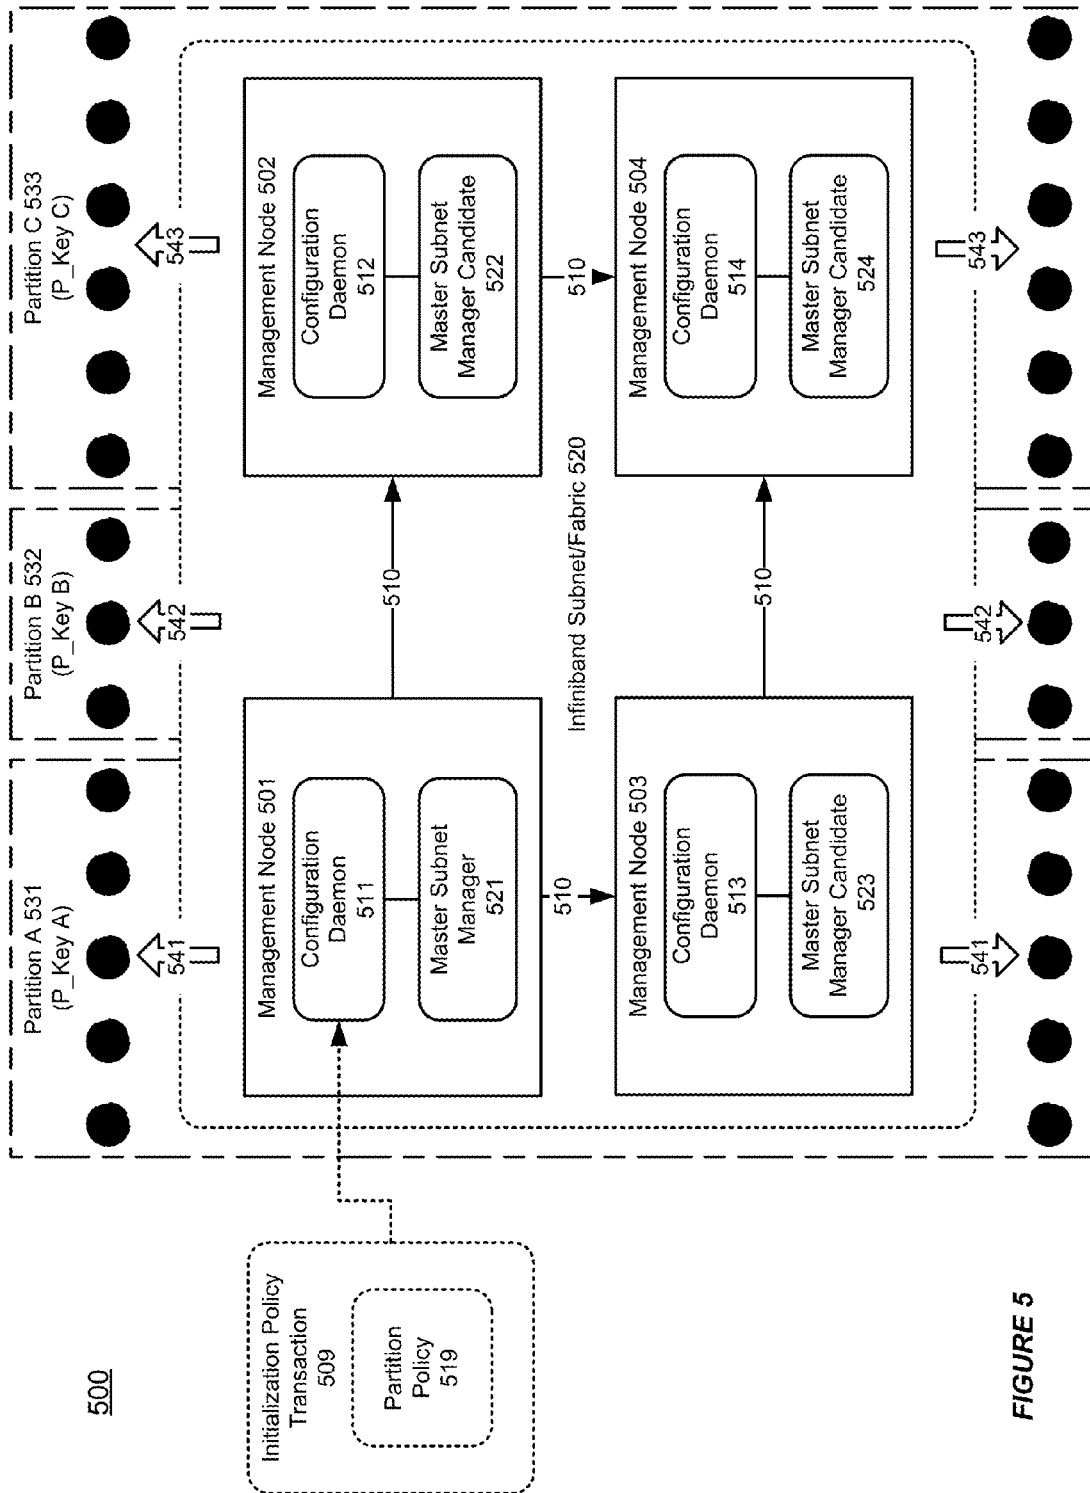 500
Initialization Policy
Transaction
509
Partition
Policy
519
Partition A 531
(P_Key A)
Partition B 532
(P_Key B)
Partition C 533
(P_Key C)
541
542
543
Management Node 501
Configuration
Daemon
511
Master Subnet
Manager
521
510
Management Node 502
Configuration
Daemon
512
Master Subnet
Manager Candidate
522
510
510
Infiniband Subnet/Fabric 520
Management Node 503
Configuration
Daemon
513
Master Subnet
Manager Candidate
523
510
Management Node 504
Configuration
Daemon
514
Master Subnet
Manager Candidate
524
541
542
543
FIGURE 5